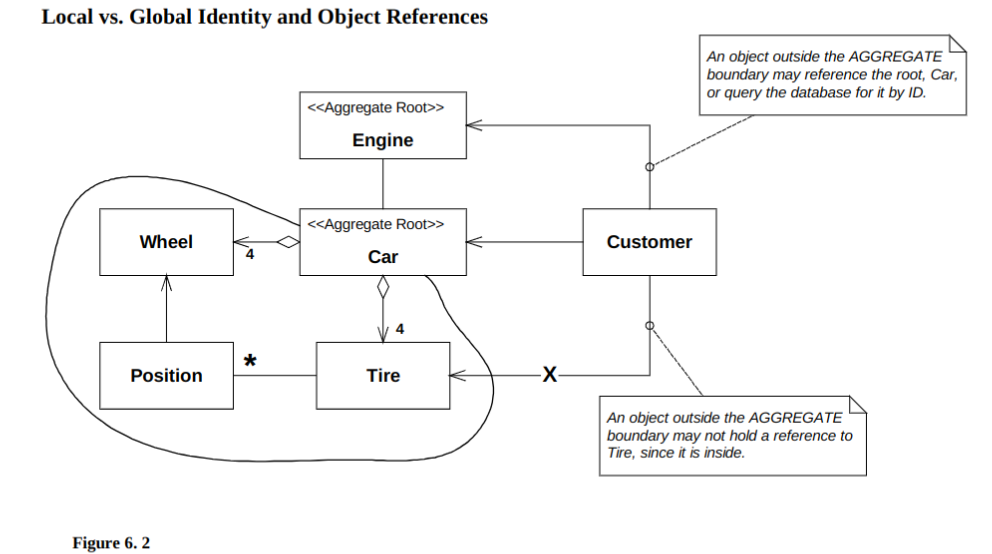 Local vs. Global Identity and Object References
An object outside the AGGREGATE
boundary may reference the root, Car,
or query the database for it by ID.
<<Aggregate Root>>
Engine
<<Aggregate Root>>
Car
Wheel
4
Customer
4
Position
*
Tire
X
An object outside the AGGREGATE
boundary may not hold a reference to
Tire, since it is inside.
Figure 6. 2